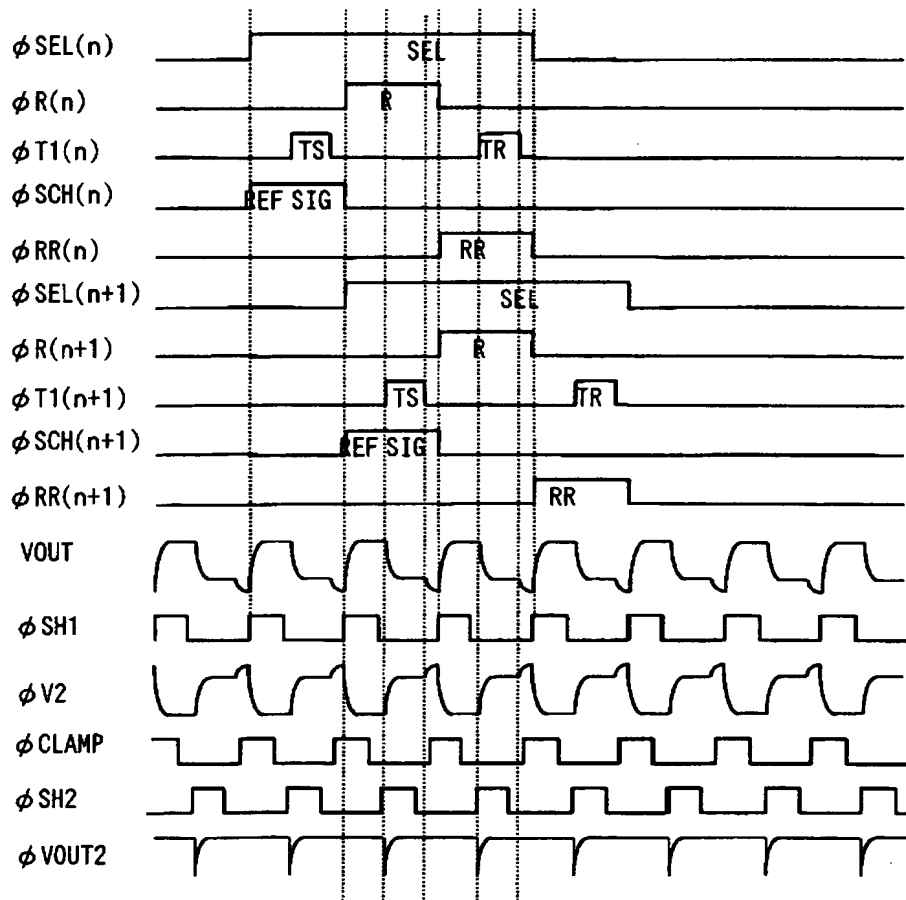 φSEL(n) SEL
φR(n) R
φT1(n) TS TR
φSCH(n) REF SIG
φRR(n) RR
φSEL(n+1) SEL
φR(n+1) R
φT1(n+1) TS TR
φSCH(n+1) REF SIG
φRR(n+1) RR
VOUT
φSH1
φV2
φCLAMP
φSH2
φVOUT2